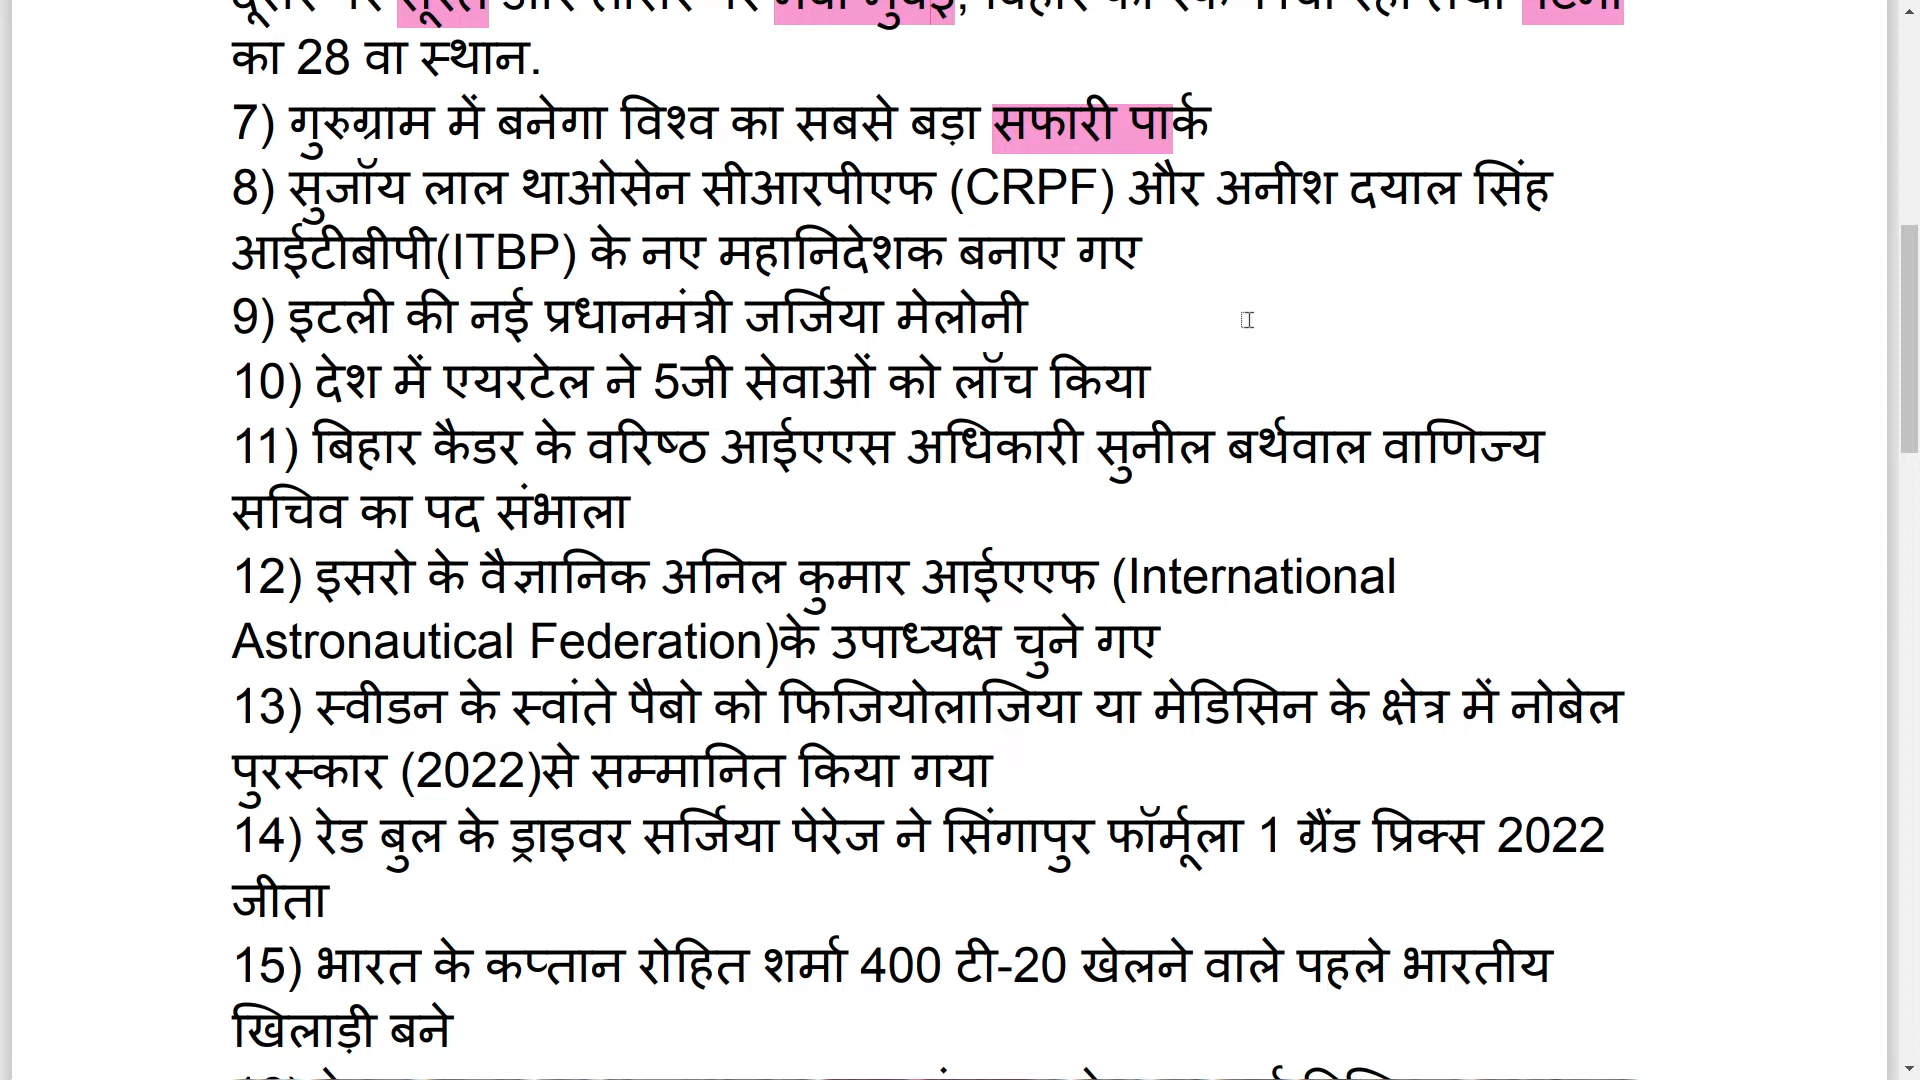 का 28 वा स्थान.
7) गुरुग्राम में बनेगा विश्व का सबसे बड़ा सफारी पार्क
8) सुजॉय लाल थाओसेन सीआरपीएफ (CRPF) और अनीश दयाल सिंह
आईटीबीपी(ITBP) के नए महानिदेशक बनाए गए
9) इटली की नई प्रधानमंत्री जर्जिया मेलोनी
10) देश में एयरटेल ने 5जी सेवाओं को लॉच किया
11) बिहार कैडर के वरिष्ठ आईएएस अधिकारी सुनील बर्थवाल वाणिज्य
सचिव का पद संभाला
12) इसरो के वैज्ञानिक अनिल कुमार आईएएफ (International
Astronautical Federation)के उपाध्यक्ष चुने गए
13) स्वीडन के स्वांते पैबो को फिजियोलाजिया या मेडिसिन के क्षेत्र में नोबेल
पुरस्कार (2022)से सम्मानित किया गया
14) रेड बुल के ड्राइवर सर्जिया पेरेज ने सिंगापुर फॉर्मूला 1 ग्रैंड प्रिक्स 2022
जीता
15) भारत के कप्तान रोहित शर्मा 400 टी-20 खेलने वाले पहले भारतीय
खिलाड़ी बने